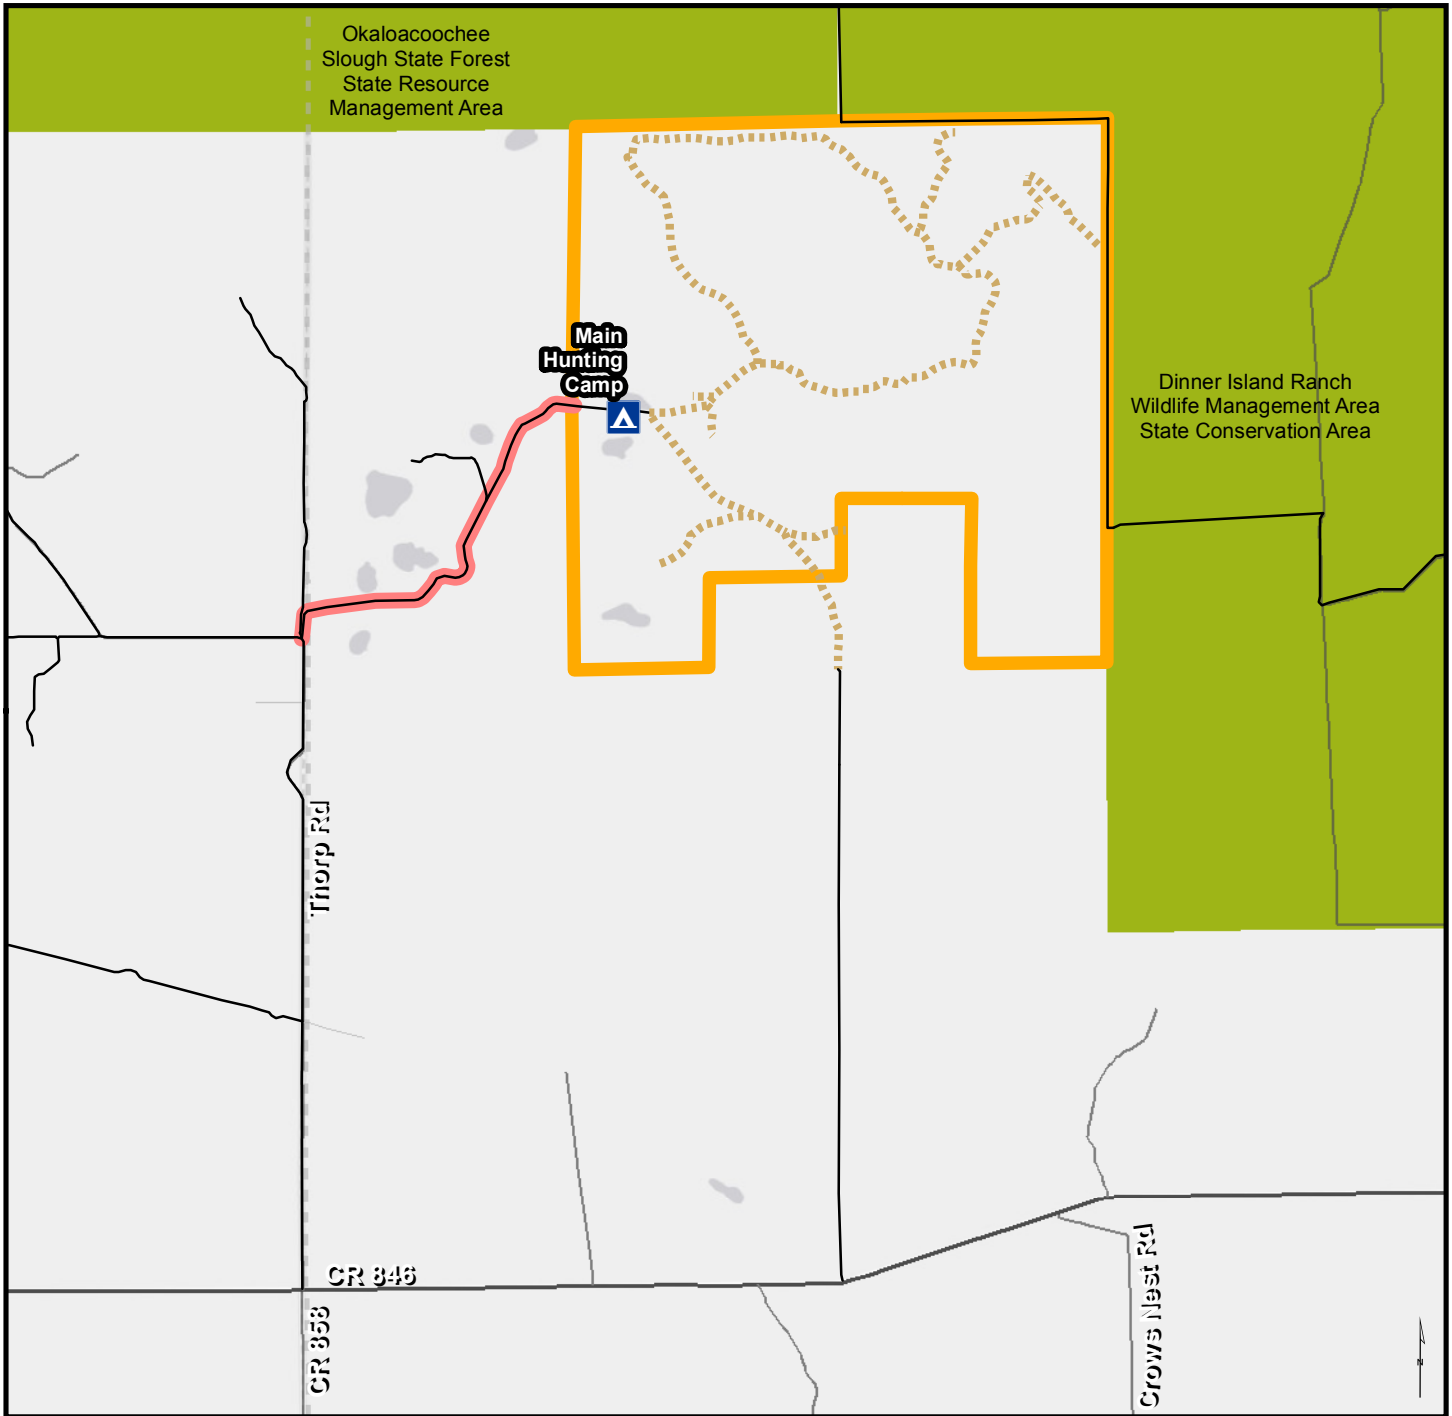 Okaloacoochee
Slough State Forest
State Resource
Management Area
Main
Hunting
Camp
Dinner Island Ranch
Wildlife Management Area
State Conservation Area
Thorp Rd
CR 846
CR 858
Crows Nest Rd
N